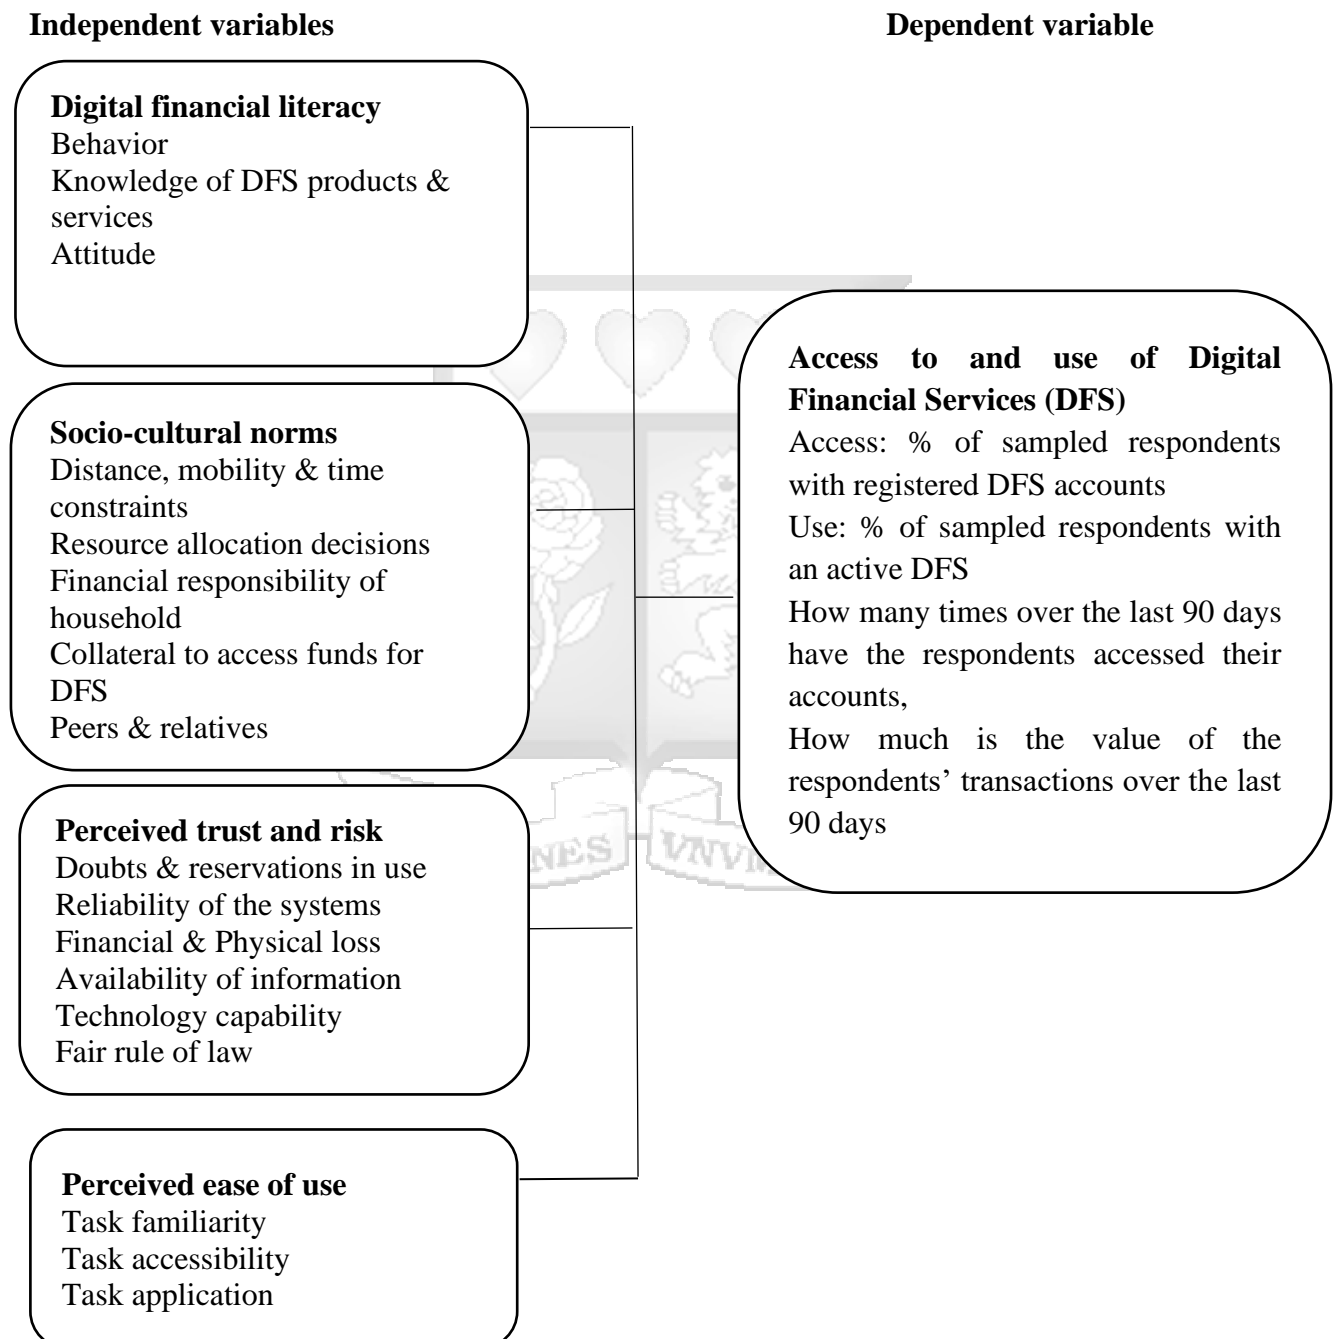 Independent variables
Dependent variable
Digital financial literacy
Behavior
Knowledge of DFS products &
services
Attitude
Socio-cultural norms
Distance, mobility & time
constraints
Resource allocation decisions
Financial responsibility of
household
Collateral to access funds for
DFS
Peers & relatives
Perceived trust and risk
Doubts & reservations in use
Reliability of the systems
Financial & Physical loss
Availability of information
Technology capability
Fair rule of law
Perceived ease of use
Task familiarity
Task accessibility
Task application
Access to and use of Digital
Financial Services (DFS)
Access: % of sampled respondents
with registered DFS accounts
Use: % of sampled respondents with
an active DFS
How many times over the last 90 days
have the respondents accessed their
accounts,
How much is the value of the
respondents’ transactions over the last
90 days